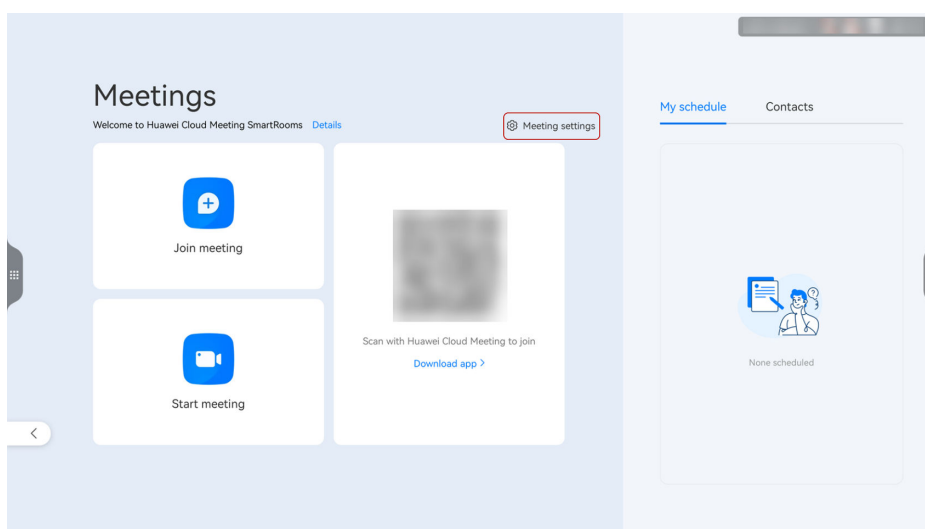 Meetings
Welcome to Huawei Cloud Meeting SmartRooms Details
Meeting settings
Join meeting
Start meeting
Scan with Huawei Cloud Meeting to join
Download app >
My schedule Contacts
None scheduled